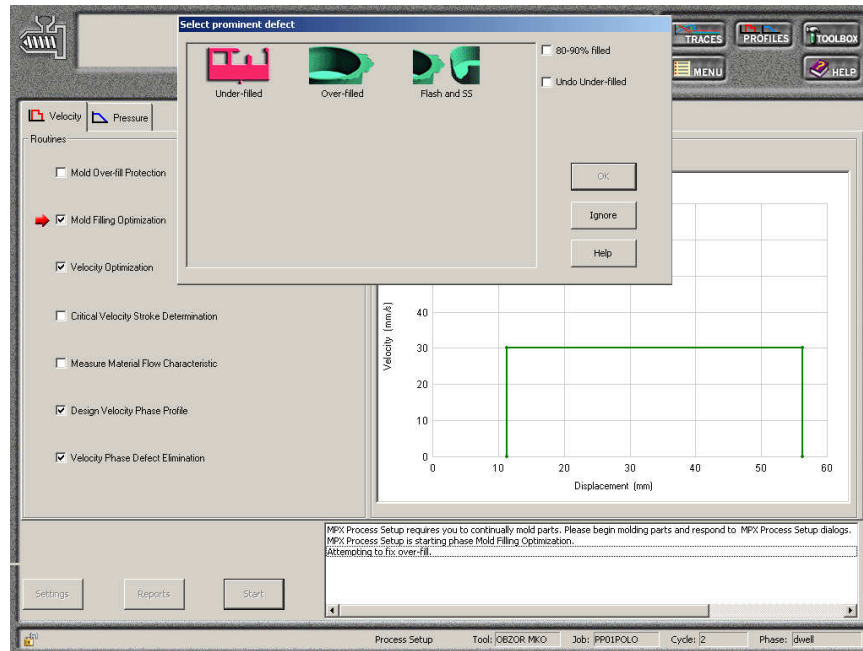 Select prominent defect
Under-filled
Over-filled
Flash and SS
80-90% filled
Undo Under-filled
OK
Ignore
Help
TRACES
PROFILES
TOOLBOX
MENU
HELP
Velocity
Pressure
Routines
Mold Over-fill Protection
Mold Filling Optimization
Velocity Optimization
Critical Velocity Stroke Determination
Measure Material Flow Characteristic
Design Velocity Phase Profile
Velocity Phase Defect Elimination
Velocity (mm/s)
40
30
20
10
0
0 10 20 30 40 50 60
Displacement (mm)
MPX Process Setup requires you to continually mold parts. Please begin molding parts and respond to MPX Process Setup dialogs.
MPX Process Setup is starting phase Mold Filling Optimization.
Attempting to fix over-fill.
Settings
Reports
Start
Process Setup Tool: OBZOR MKO Job: PP01POLO Cycle: 2 Phase: dwell